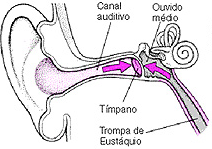 Canal
auditivo
Ouvido
médio
Tímpano
Trompa de
Eustáquio